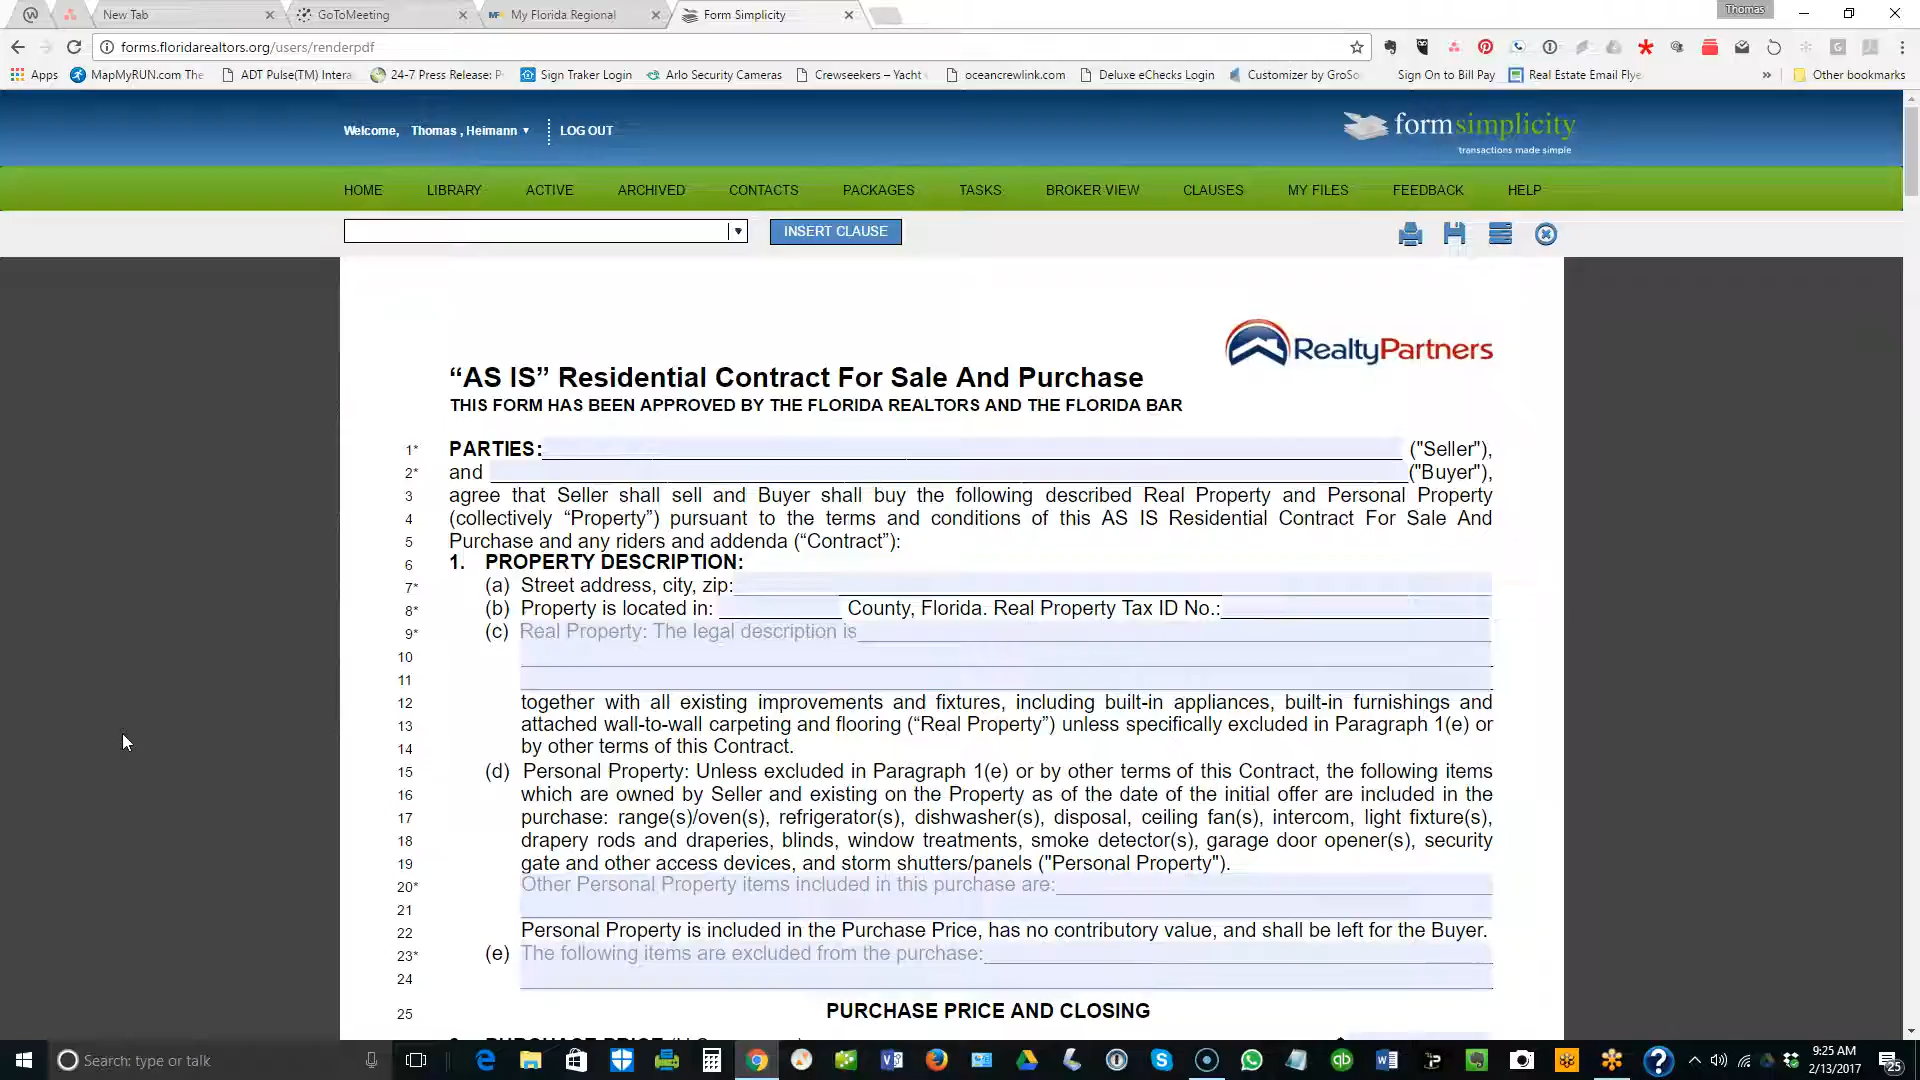 New Tab
GoToMeeting
My Florida Regional
Form Simplicity
Thomas
forms.floridarealtors.org/users/renderpdf
Apps
MapMyRUN.com The
ADT Pulse(TM) Intera
24-7 Press Release: P
Sign Traker Login
Arlo Security Cameras
Crewseekers – Yacht
oceancrewlink.com
Deluxe eChecks Login
Customizer by GroSo
Sign On to Bill Pay
Real Estate Email Flye
»
Other bookmarks
Welcome, Thomas , Heimann
LOG OUT
formsimplicity
transactions made simple
HOME
LIBRARY
ACTIVE
ARCHIVED
CONTACTS
PACKAGES
TASKS
BROKER VIEW
CLAUSES
MY FILES
FEEDBACK
HELP
INSERT CLAUSE
RealtyPartners
“AS IS” Residential Contract For Sale And Purchase
THIS FORM HAS BEEN APPROVED BY THE FLORIDA REALTORS AND THE FLORIDA BAR
1* PARTIES: ("Seller"),
2* and ("Buyer"),
3 agree that Seller shall sell and Buyer shall buy the following described Real Property and Personal Property
4 (collectively “Property”) pursuant to the terms and conditions of this AS IS Residential Contract For Sale And
5 Purchase and any riders and addenda (“Contract”):
6 1. PROPERTY DESCRIPTION:
7* (a) Street address, city, zip:
8* (b) Property is located in: County, Florida. Real Property Tax ID No.:
9* (c) Real Property: The legal description is
10
11
12 together with all existing improvements and fixtures, including built-in appliances, built-in furnishings and
13 attached wall-to-wall carpeting and flooring (“Real Property”) unless specifically excluded in Paragraph 1(e) or
14 by other terms of this Contract.
15 (d) Personal Property: Unless excluded in Paragraph 1(e) or by other terms of this Contract, the following items
16 which are owned by Seller and existing on the Property as of the date of the initial offer are included in the
17 purchase: range(s)/oven(s), refrigerator(s), dishwasher(s), disposal, ceiling fan(s), intercom, light fixture(s),
18 drapery rods and draperies, blinds, window treatments, smoke detector(s), garage door opener(s), security
19 gate and other access devices, and storm shutters/panels ("Personal Property").
20* Other Personal Property items included in this purchase are:
21
22 Personal Property is included in the Purchase Price, has no contributory value, and shall be left for the Buyer.
23* (e) The following items are excluded from the purchase:
24
25 PURCHASE PRICE AND CLOSING
Search: type or talk
9:25 AM
2/13/2017
25